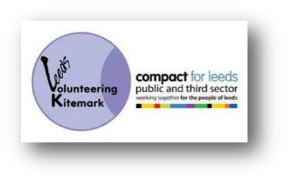 Leeds
Volunteering
Kitemark
compact for leeds
public and third sector
working together for the people of leeds